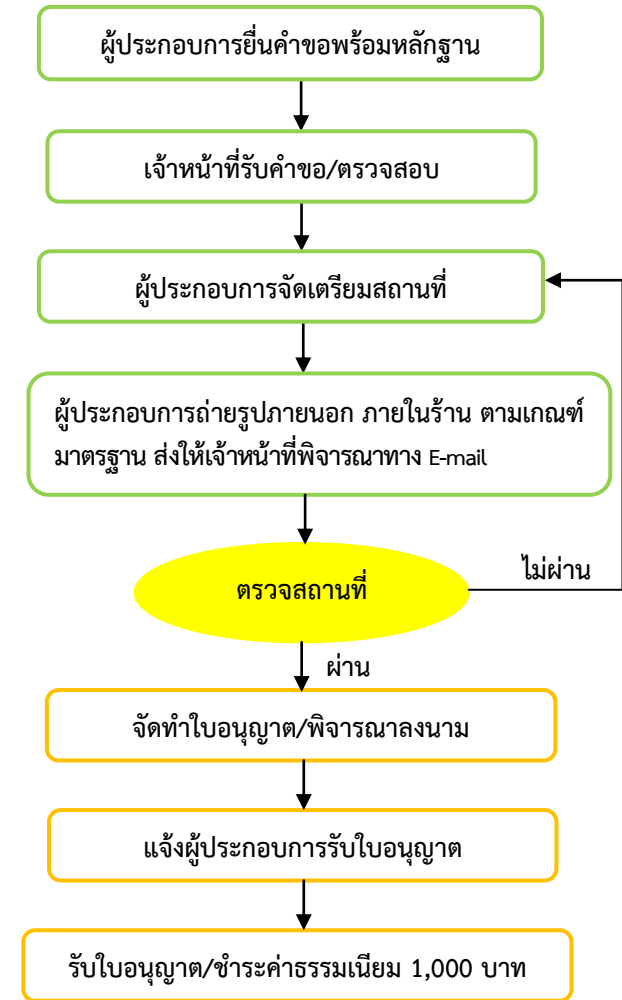 ผู้ประกอบการยื่นคำขอพร้อมหลักฐาน
เจ้าหน้าที่รับคำขอ/ตรวจสอบ
ผู้ประกอบการจัดเตรียมสถานที่
ผู้ประกอบการถ่ายรูปภายนอก ภายในร้าน ตามเกณฑ์
มาตรฐาน ส่งให้เจ้าหน้าที่พิจารณาทาง E-mail
ตรวจสถานที่
ไม่ผ่าน
ผ่าน
จัดทำใบอนุญาต/พิจารณาลงนาม
แจ้งผู้ประกอบการรับใบอนุญาต
รับใบอนุญาต/ชำระค่าธรรมเนียม 1,000 บาท